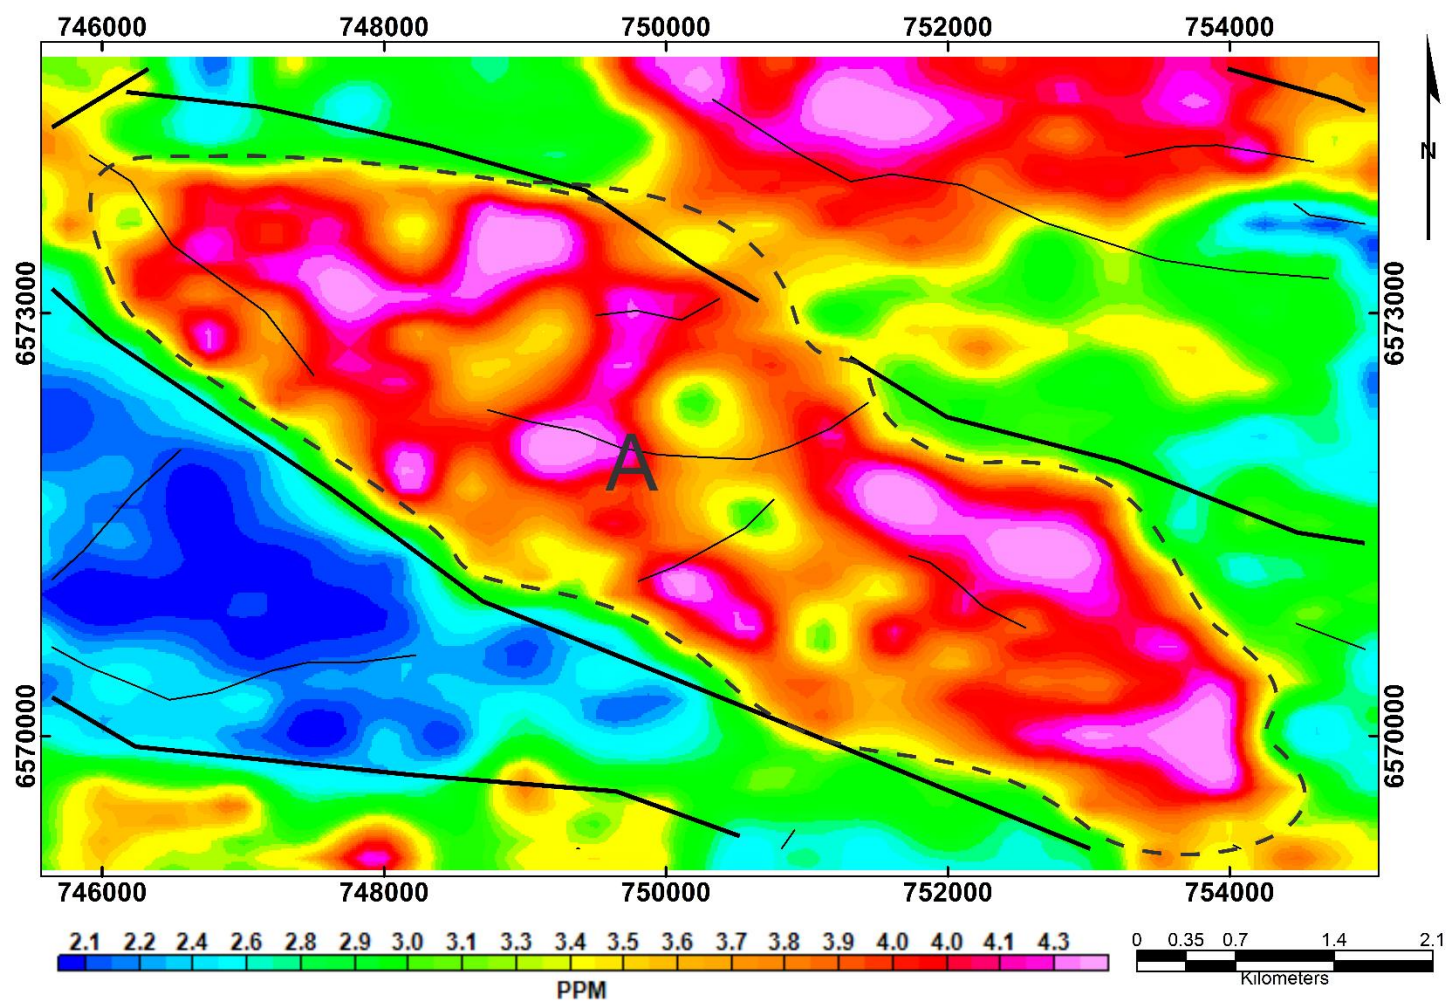 746000 748000 750000 752000 754000
N
6573000 6573000
A
6570000 6570000
746000 748000 750000 752000 754000
2.1 2.2 2.4 2.6 2.8 2.9 3.0 3.1 3.3 3.4 3.5 3.6 3.7 3.8 3.9 4.0 4.0 4.1 4.3
PPM
0 0.35 0.7 1.4 2.1
Kilometers